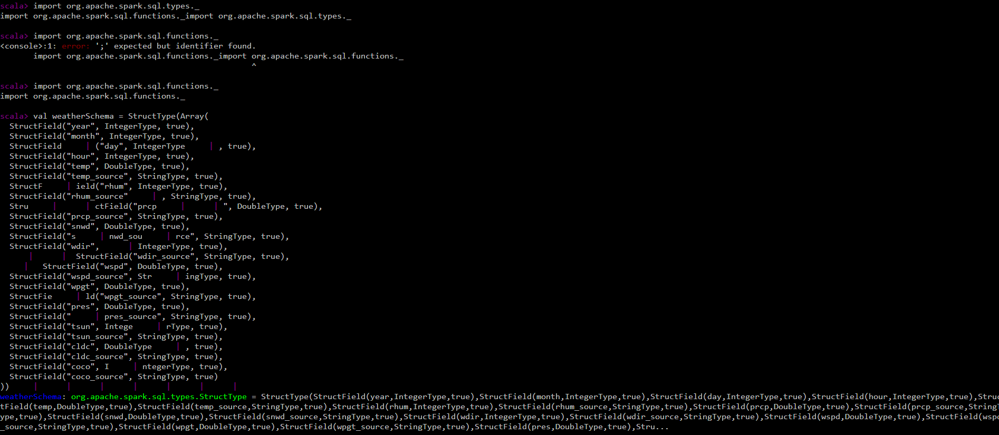 scala> import org.apache.spark.sql.types._
import org.apache.spark.sql.functions._import org.apache.spark.sql.types._
scala> import org.apache.spark.sql.functions._
<console>:1: error: ';' expected but identifier found.
       import org.apache.spark.sql.functions._import org.apache.spark.sql.functions._
                                                     ^
scala> import org.apache.spark.sql.functions._
import org.apache.spark.sql.functions._
scala> val weatherSchema = StructType(Array(
  StructField("year", IntegerType, true),
  StructField("month", IntegerType, true),
  StructField     | ("day", IntegerType     | , true),
  StructField("hour", IntegerType, true),
  StructField("temp", DoubleType, true),
  StructField("temp_source", StringType, true),
  StructF     | ield("rhum", IntegerType, true),
  StructField("rhum_source"     | , StringType, true),
  Stru     |      | ctField("prcp     |      | ", DoubleType, true),
  StructField("prcp_source", StringType, true),
  StructField("snwd", DoubleType, true),
  StructField("s     | nwd_sou     | rce", StringType, true),
  StructField("wdir",      | IntegerType, true),
      |      |  StructField("wdir_source", StringType, true),
     |   StructField("wspd", DoubleType, true),
  StructField("wspd_source", Str     | ingType, true),
  StructField("wpgt", DoubleType, true),
  StructFie     | ld("wpgt_source", StringType, true),
  StructField("pres", DoubleType, true),
  StructField("     | pres_source", StringType, true),
  StructField("tsun", Intege     | rType, true),
  StructField("tsun_source", StringType, true),
  StructField("cldc", DoubleType     | , true),
  StructField("cldc_source", StringType, true),
  StructField("coco", I     | ntegerType, true),
  StructField("coco_source", StringType, true)
))     |      |      |      |      |      |      |
weatherSchema: org.apache.spark.sql.types.StructType = StructType(StructField(year,IntegerType,true),StructField(month,IntegerType,true),StructField(day,IntegerType,true),StructField(hour,IntegerType,true),Struc
tField(temp,DoubleType,true),StructField(temp_source,StringType,true),StructField(rhum,IntegerType,true),StructField(rhum_source,StringType,true),StructField(prcp,DoubleType,true),StructField(prcp_source,StringT
ype,true),StructField(snwd,DoubleType,true),StructField(snwd_source,StringType,true),StructField(wdir,IntegerType,true),StructField(wdir_source,StringType,true),StructField(wspd,DoubleType,true),StructField(wspd
_source,StringType,true),StructField(wpgt,DoubleType,true),StructField(wpgt_source,StringType,true),StructField(pres,DoubleType,true),Stru...